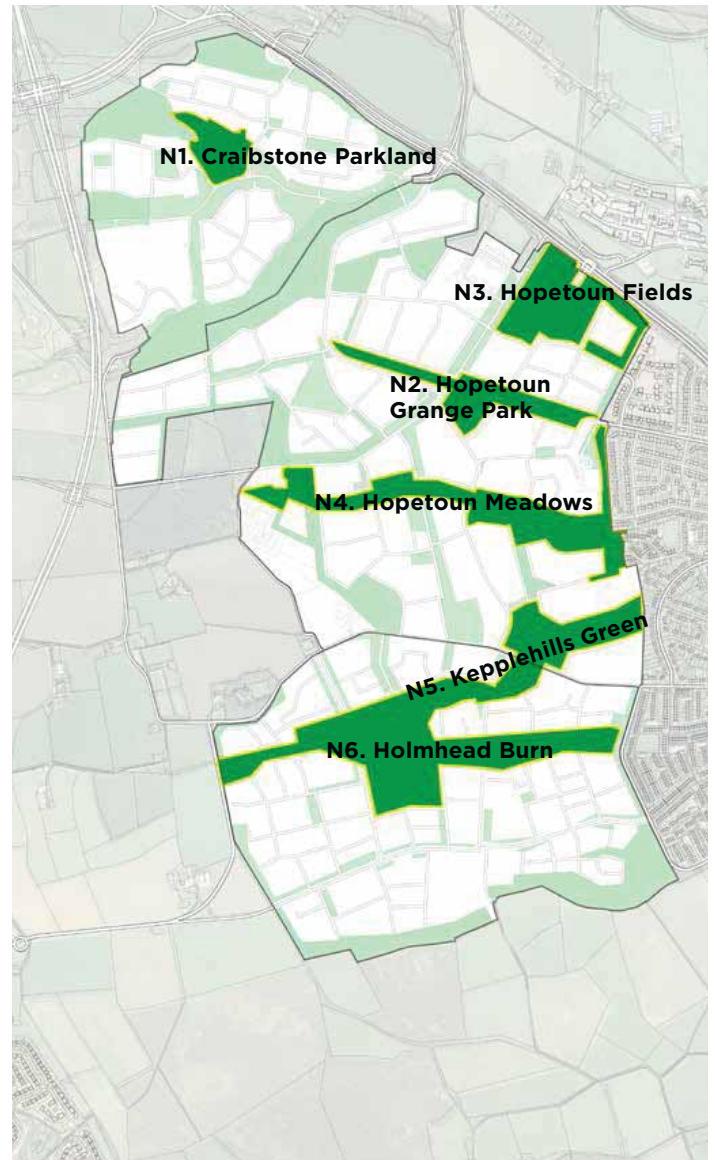 N1. Craibstone Parkland
N3. Hopetoun Fields
N2. Hopetoun
Grange Park
N4. Hopetoun Meadows
N5. Kepplehills Green
N6. Holmhead Burn